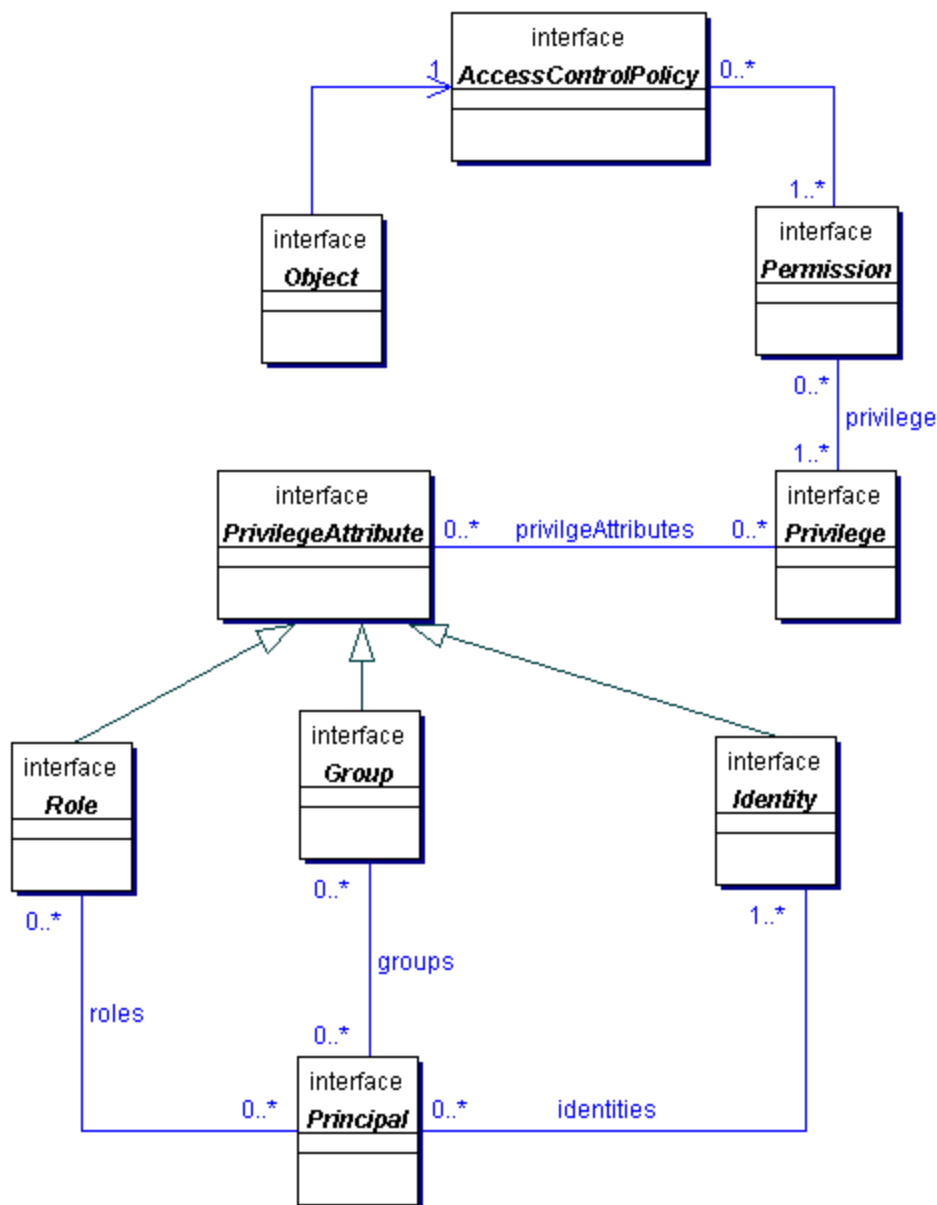 interface
AccessControlPolicy
1
0..*
1..*
interface
Object
interface
Permission
0..*
privilege
1..*
interface
PrivilegeAttribute
0..*
privilgeAttributes
0..*
interface
Privilege
interface
Role
interface
Group
interface
Identity
0..*
0..*
1..*
groups
roles
0..*
0..*
interface
Principal
0..*
identities